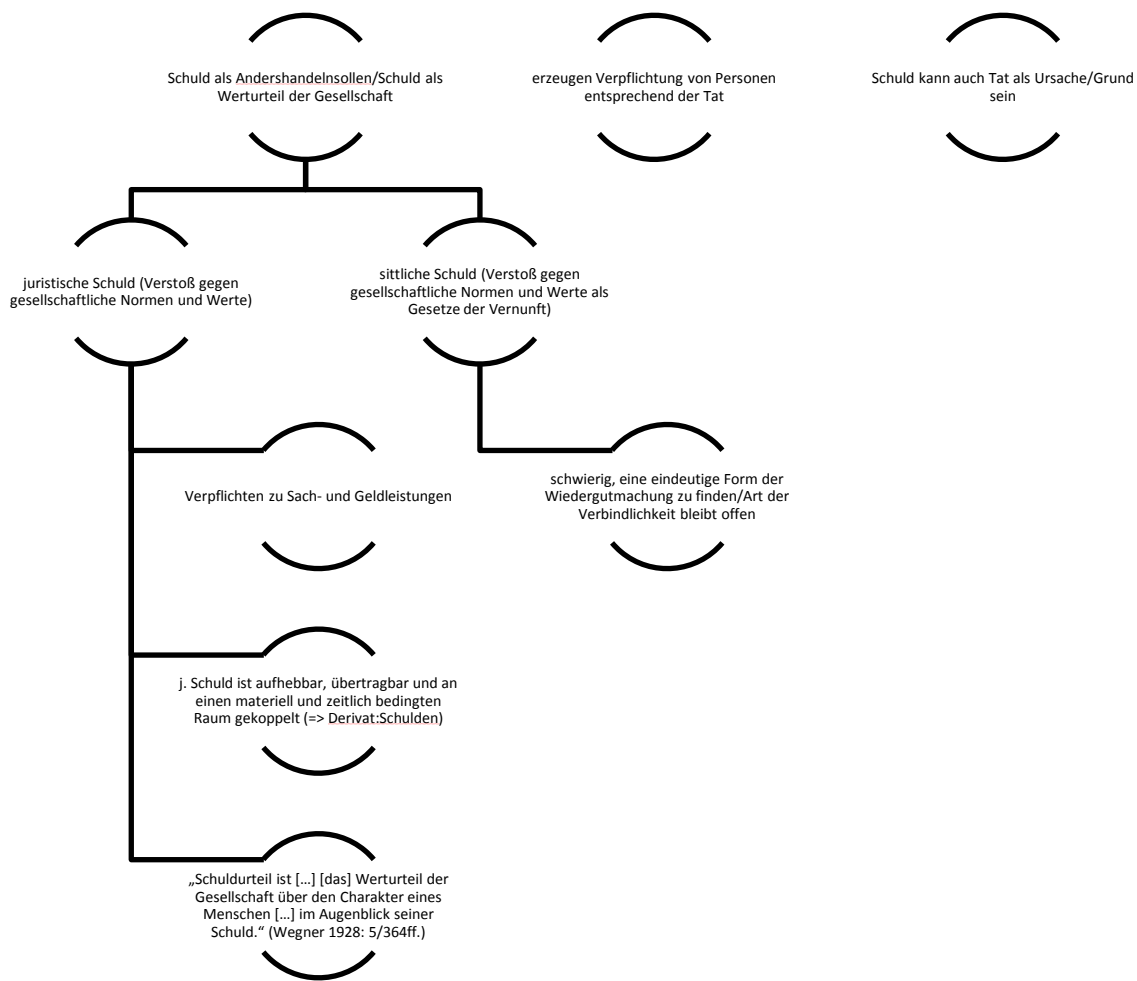 Schuld als Andershandelnsollen/Schuld als
Werturteil der Gesellschaft
erzeugen Verpflichtung von Personen
entsprechend der Tat
Schuld kann auch Tat als Ursache/Grund
sein
juristische Schuld (Verstoß gegen
gesellschaftliche Normen und Werte)
sittliche Schuld (Verstoß gegen
gesellschaftliche Normen und Werte als
Gesetze der Vernunft)
Verpflichten zu Sach- und Geldleistungen
schwierig, eine eindeutige Form der
Wiedergutmachung zu finden/Art der
Verbindlichkeit bleibt offen
j. Schuld ist aufhebbar, übertragbar und an
einen materiell und zeitlich bedingten
Raum gekoppelt (=> Derivat:Schulden)
„Schuldurteil ist [...] [das] Werturteil der
Gesellschaft über den Charakter eines
Menschen [...] im Augenblick seiner
Schuld.“ (Wegner 1928: 5/364ff.)